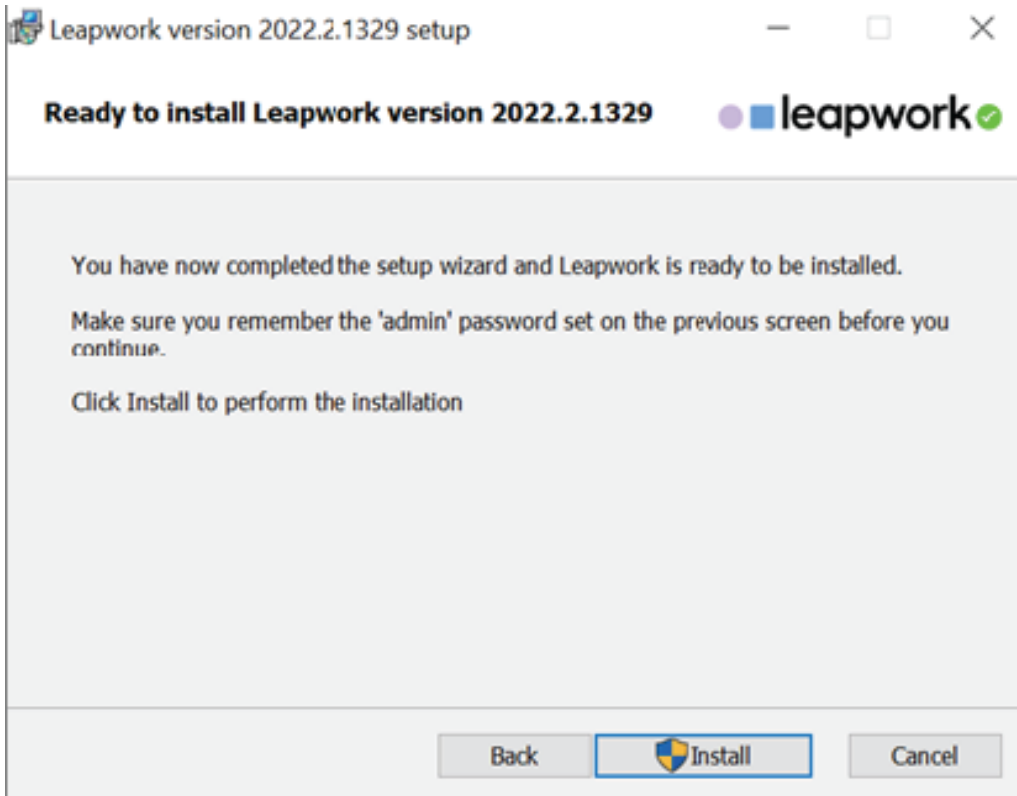 Leapwork version 2022.2.1329 setup
Ready to install Leapwork version 2022.2.1329
leapwork
You have now completed the setup wizard and Leapwork is ready to be installed.
Make sure you remember the 'admin' password set on the previous screen before you
continue.
Click Install to perform the installation
Back
Install
Cancel